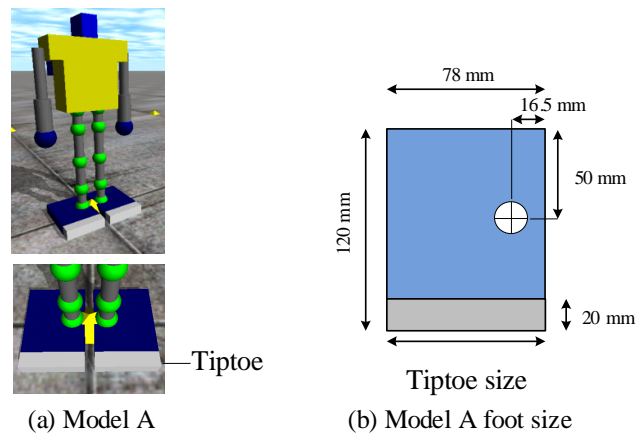 78 mm
16.5 mm
50 mm
120 mm
20 mm
Tiptoe
Tiptoe size
(a) Model A
(b) Model A foot size